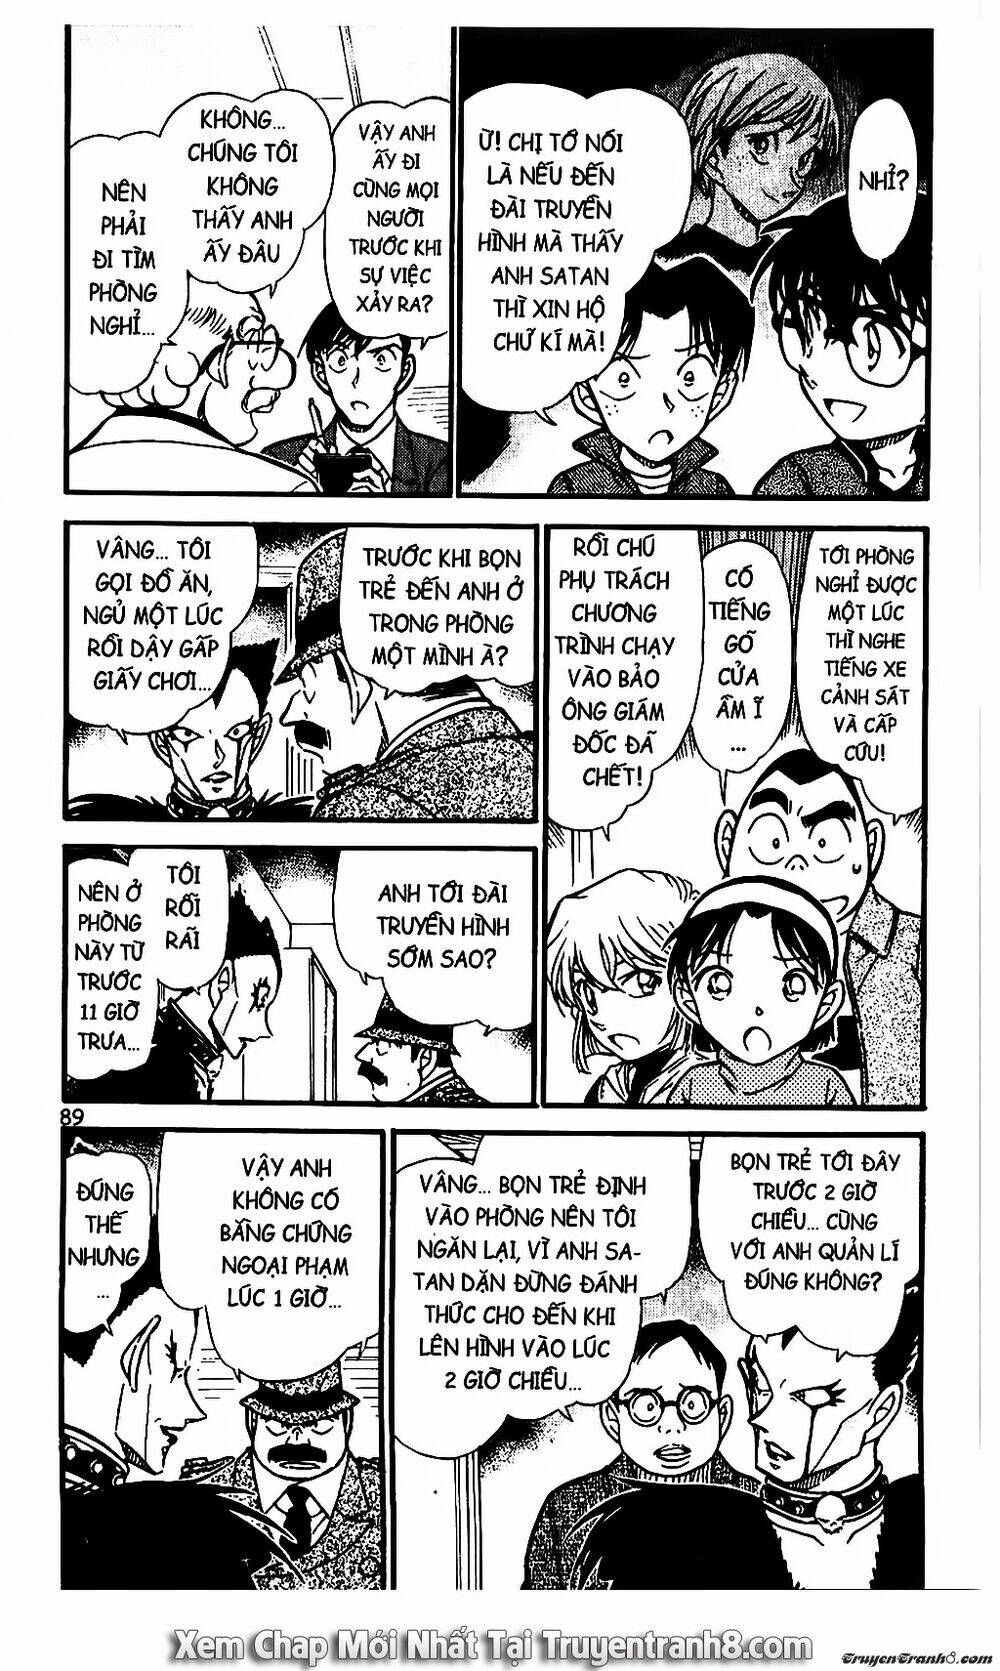 NHỈ?
Ừ! CHỊ TỚ NÓI
LÀ NẾU ĐẾN
ĐÀI TRUYỀN
HÌNH MÀ THẤY
ANH SATAN
THÌ XIN HỘ
CHỮ KÍ MÀ!
VẬY ANH
ẤY ĐI
CÙNG MỌI
NGƯỜI
TRƯỚC KHI
SỰ VIỆC
XẢY RA?
KHÔNG...
CHÚNG TÔI
KHÔNG
THẤY ANH
ẤY ĐÂU
NÊN
PHẢI
ĐI TÌM
PHÒNG
NGHỈ...
TỚI PHÒNG
NGHỈ ĐƯỢC
MỘT LÚC
THÌ NGHE
TIẾNG XE
CẢNH SÁT
VÀ CẤP
CỨU!
CÓ
TIẾNG
GÕ
CỬA
ẦM Ĩ
...
RỒI CHÚ
PHỤ TRÁCH
CHƯƠNG
TRÌNH CHẠY
VÀO BẢO
ÔNG GIÁM
ĐỐC ĐÃ
CHẾT!
TRƯỚC KHI BỌN
TRẺ ĐẾN ANH Ở
TRONG PHÒNG
MỘT MÌNH À?
VÂNG... TÔI
GỌI ĐỒ ĂN,
NGỦ MỘT LÚC
RỒI DẬY GẤP
GIẤY CHƠI...
ANH TỚI ĐÀI
TRUYỀN HÌNH
SỚM SAO?
TÔI
RỖI
RÃI
NÊN Ở
PHÒNG
NÀY TỪ
TRƯỚC
11 GIỜ
TRƯA...
89
BỌN TRẺ TỚI ĐÂY
TRƯỚC 2 GIỜ
CHIỀU... CÙNG
VỚI ANH QUẢN LÍ
ĐÚNG KHÔNG?
VÂNG... BỌN TRẺ ĐỊNH
VÀO PHÒNG NÊN TÔI
NGĂN LẠI, VÌ ANH SA-
TAN DẶN ĐỪNG ĐÁNH
THỨC CHO ĐẾN KHI
LÊN HÌNH VÀO LÚC
2 GIỜ CHIỀU...
VẬY ANH
KHÔNG CÓ
BẰNG CHỨNG
NGOẠI PHẠM
LÚC 1 GIỜ...
ĐÚNG
THẾ
NHƯNG
...
Xem Chap Mới Nhất Tại Truyentranh8.com
TruyenTranh8.com